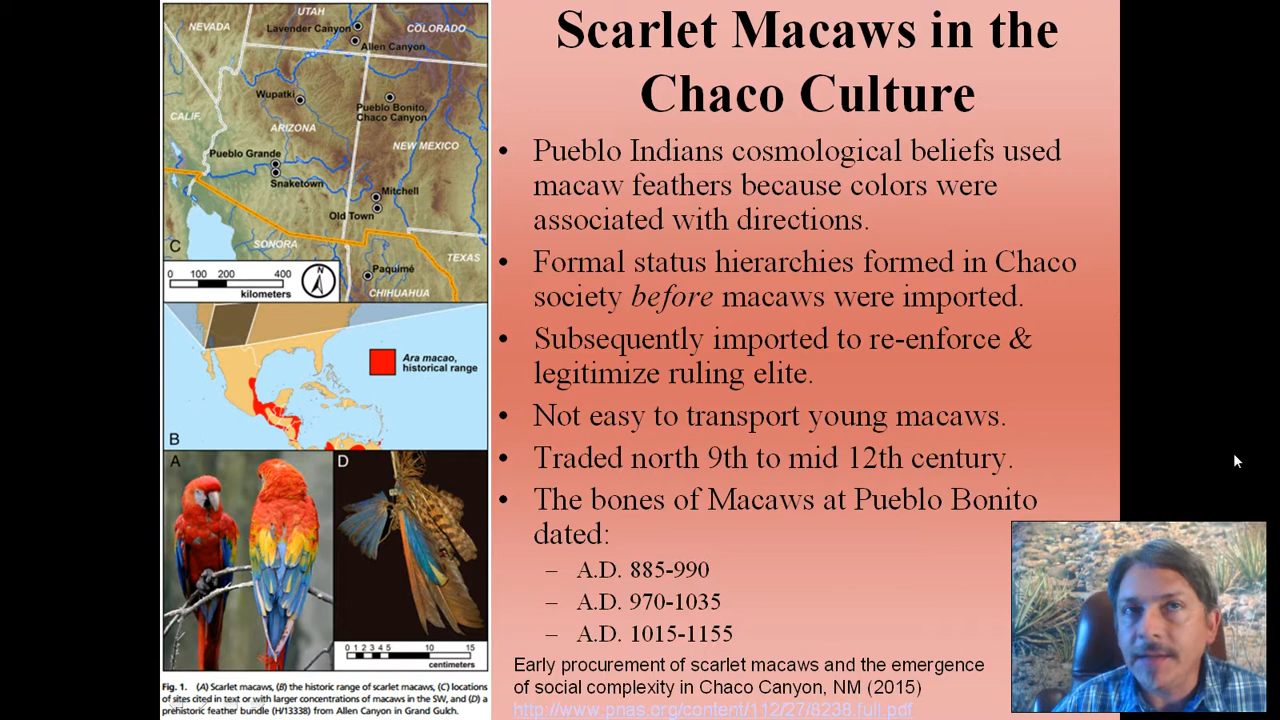 Scarlet Macaws in the
Chaco Culture
• Pueblo Indians cosmological beliefs used
macaw feathers because colors were
associated with directions.
• Formal status hierarchies formed in Chaco
society before macaws were imported.
• Subsequently imported to re-enforce &
legitimize ruling elite.
• Not easy to transport young macaws.
• Traded north 9th to mid 12th century.
• The bones of Macaws at Pueblo Bonito
dated:
– A.D. 885-990
– A.D. 970-1035
– A.D. 1015-1155
Early procurement of scarlet macaws and the emergence
of social complexity in Chaco Canyon, NM (2015)
http://www.pnas.org/content/112/27/8238.full.pdf
UTAH
NEVADA
Lavender Canyon
COLORADO
Allen Canyon
Wupatki
Pueblo Bonito,
Chaco Canyon
CALIF.
ARIZONA
NEW MEXICO
Pueblo Grande
Snaketown
Mitchell
Old Town
C
SONORA
TEXAS
0 100 200 400
kilometers
N
Paquimé
CHIHUAHUA
Ara macao,
historical range
B
A
D
0 1 2 3 4 5 10 15
centimeters
Fig. 1. (A) Scarlet macaws, (B) the historic range of scarlet macaws, (C) locations
of sites cited in text or with larger concentrations of macaws in the SW, and (D) a
prehistoric feather bundle (H/13338) from Allen Canyon in Grand Gulch.